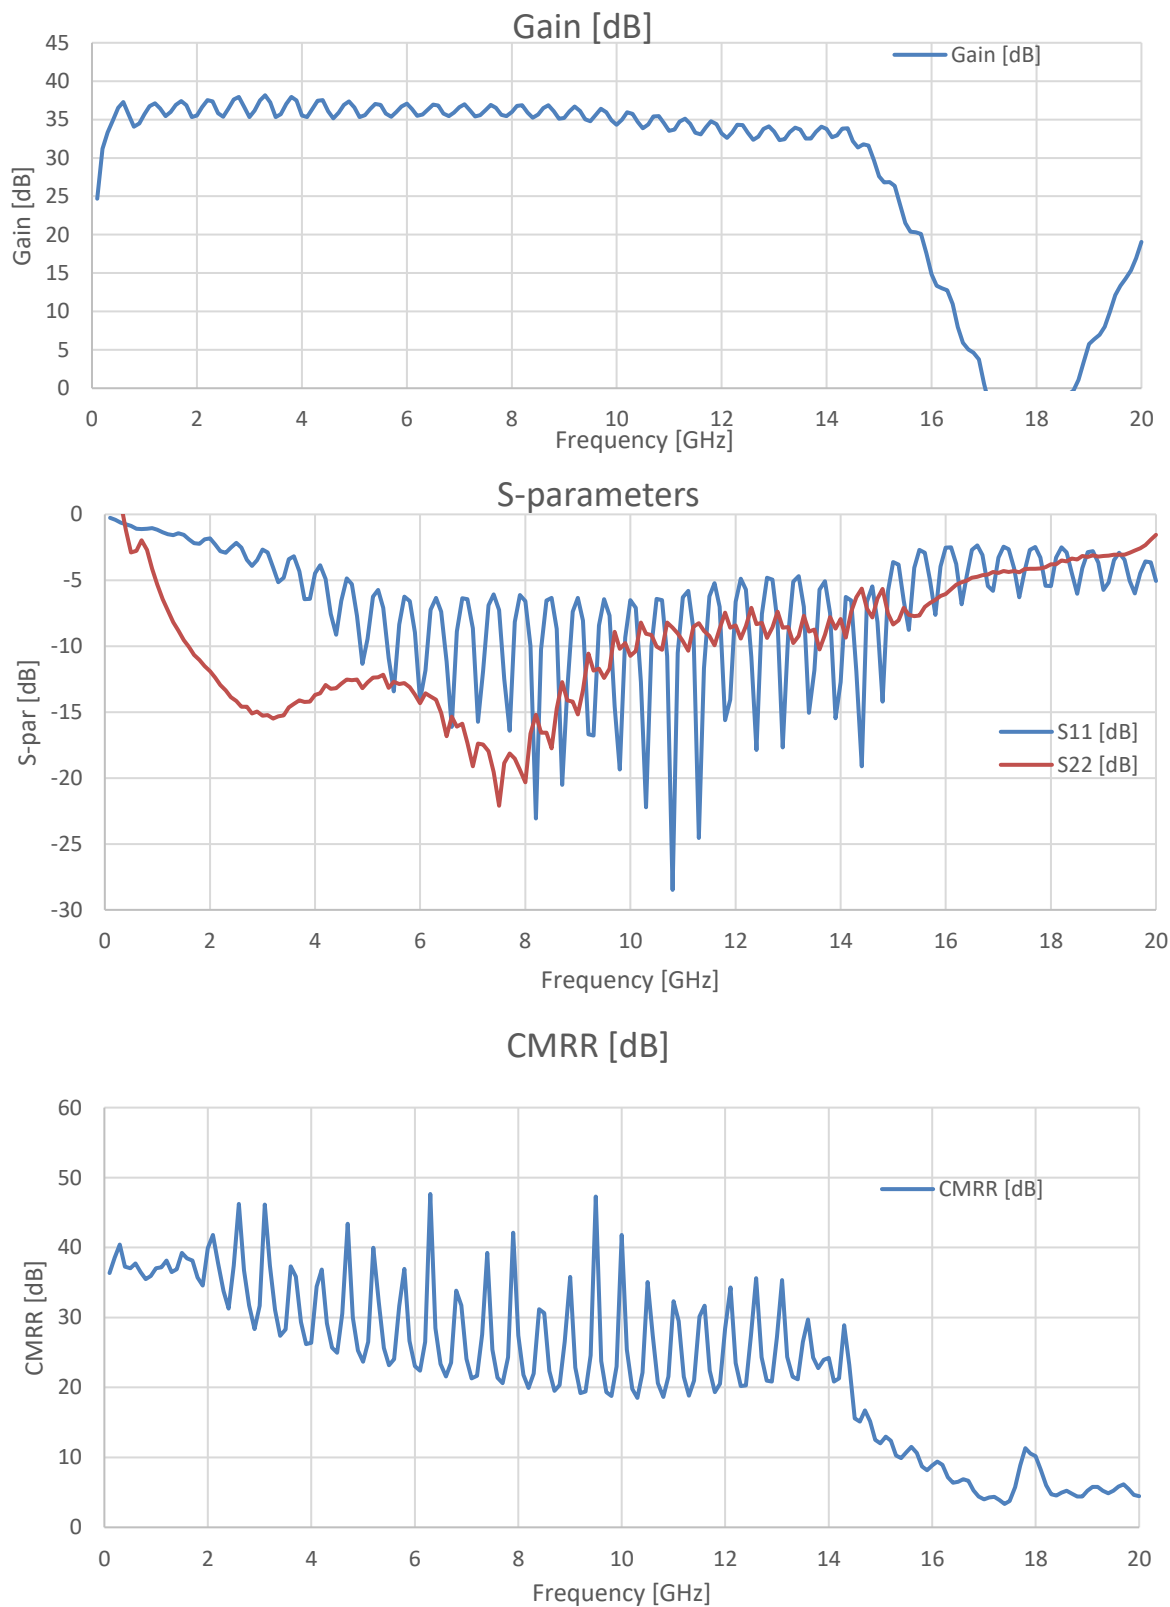 Gain [dB]
45
40
35
30
25
20
15
10
5
0
Gain [dB]
Gain [dB]
0 2 4 6 8 10 12 14 16 18 20
Frequency [GHz]
S-parameters
0
-5
-10
-15
-20
-25
-30
S-par [dB]
S11 [dB]
S22 [dB]
0 2 4 6 8 10 12 14 16 18 20
Frequency [GHz]
CMRR [dB]
60
50
40
30
20
10
0
CMRR [dB]
CMRR [dB]
0 2 4 6 8 10 12 14 16 18 20
Frequency [GHz]